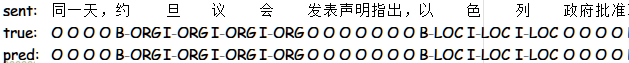 sent: 同一天，约 旦 议 会 发表声明指出，以 色 列 政府批准
true: O O O O B-ORG I-ORG I-ORG I-ORG O O O O O O O B-LOC I-LOC I-LOC O O O O
pred: O O O O B-ORG I-ORG I-ORG I-ORG O O O O O O O B-LOC I-LOC I-LOC O O O O